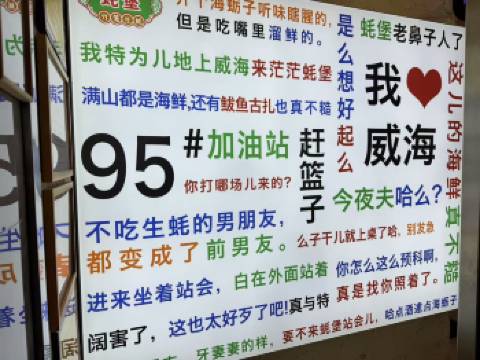 蚝堡
个海蛎子听味瞎腥的,
但是吃嘴里溜鲜的。
我特为儿地上威海来茫茫蚝堡
满山都是海鲜,还有鲅鱼古扎也真不糙
是么想好起么
蚝堡老鼻子人了
我❤威海
这儿的海鲜真不糙
95#加油站
你打哪场儿来的?
赶篮子
今夜夫哈么?
不吃生蚝的男朋友,
都变成了前男友。
么子干儿就上桌了哈,别发急
进来坐着站会,白在外面站着
你怎么这么预科啊,
真是找你照着了。
阔害了,这也太好歹了吧!真与特
牙妻妻的样,
要不来蚝堡站会儿,哈点酒逮点海蛎子